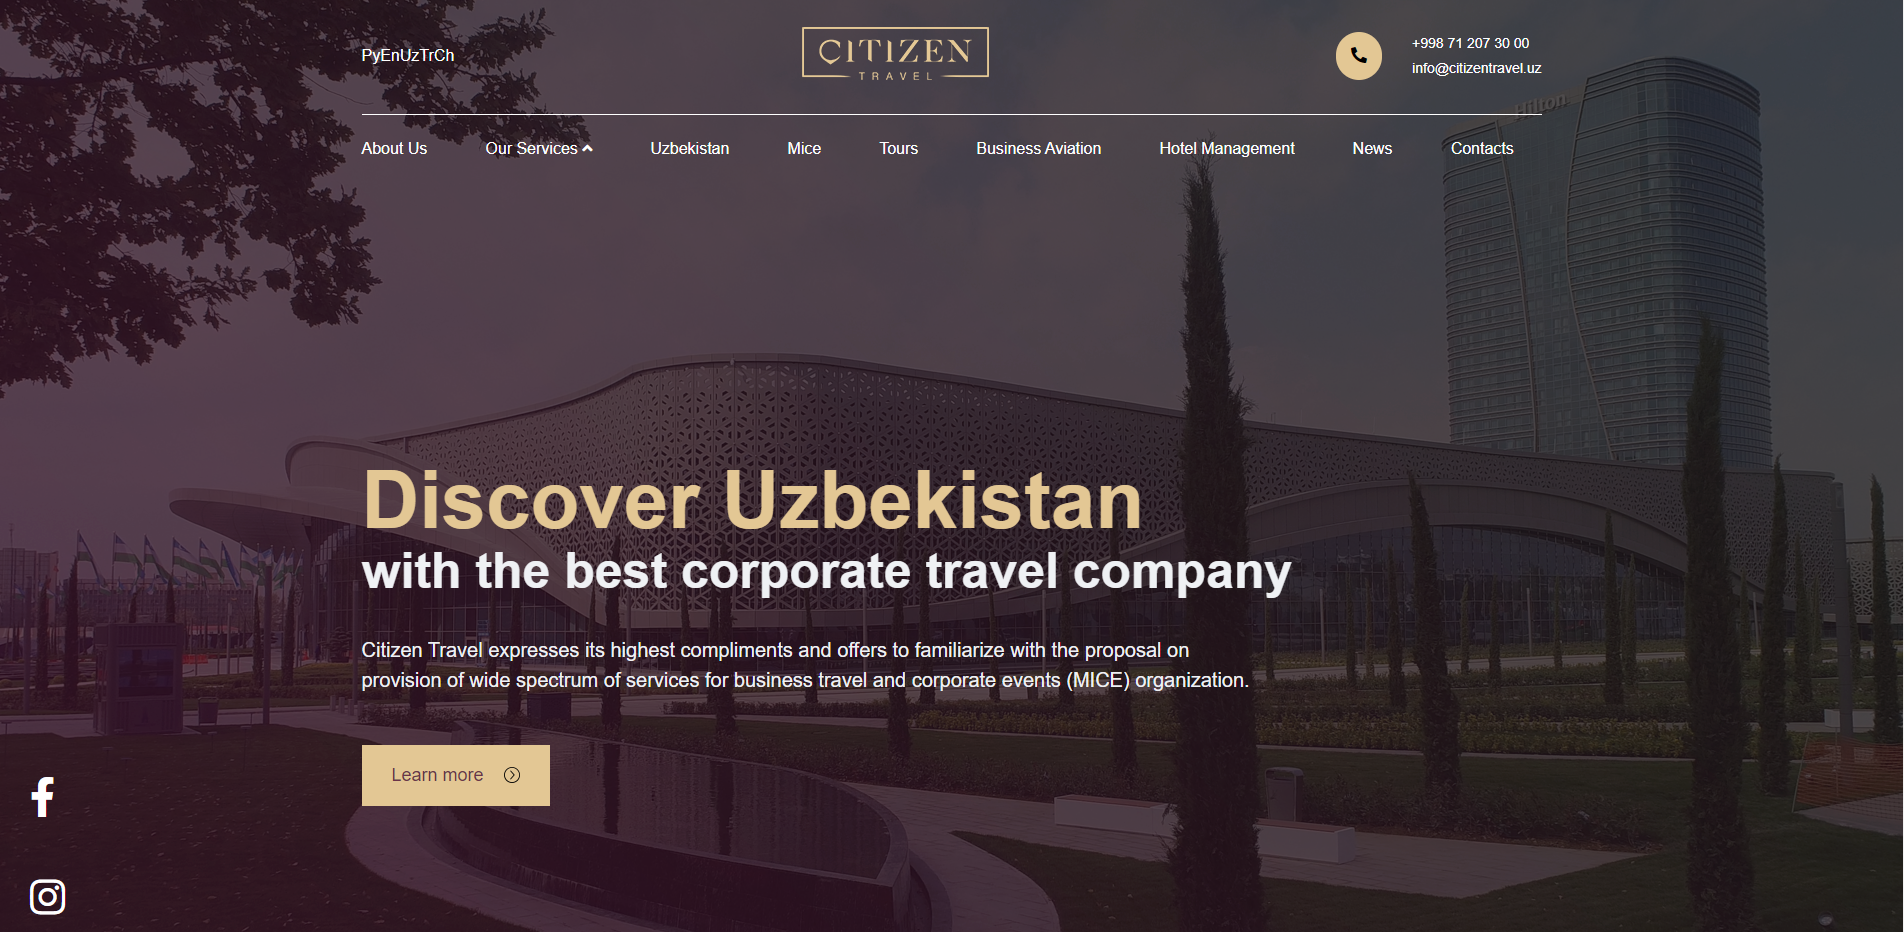 PyEnUzTrCh
CITIZEN
TRAVEL
+998 71 207 30 00
info@citizentravel.uz
Hilton
About Us
Our Services
Uzbekistan
Mice
Tours
Business Aviation
Hotel Management
News
Contacts
Discover Uzbekistan
with the best corporate travel company
Citizen Travel expresses its highest compliments and offers to familiarize with the proposal on
provision of wide spectrum of services for business travel and corporate events (MICE) organization.
Learn more